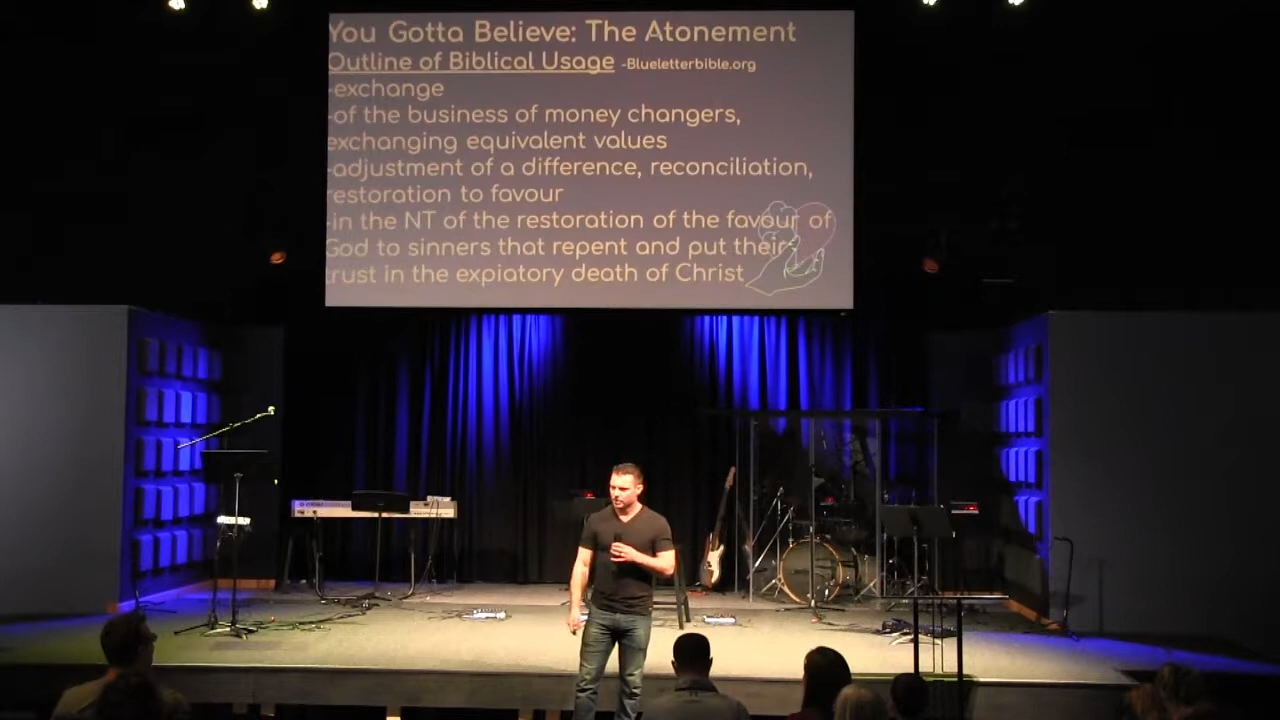 You Gotta Believe: The Atonement
Outline of Biblical Usage -Blueletterbible.org
-exchange
-of the business of money changers,
exchanging equivalent values
-adjustment of a difference, reconciliation,
restoration to favour
-in the NT of the restoration of the favour of
God to sinners that repent and put their
trust in the expiatory death of Christ